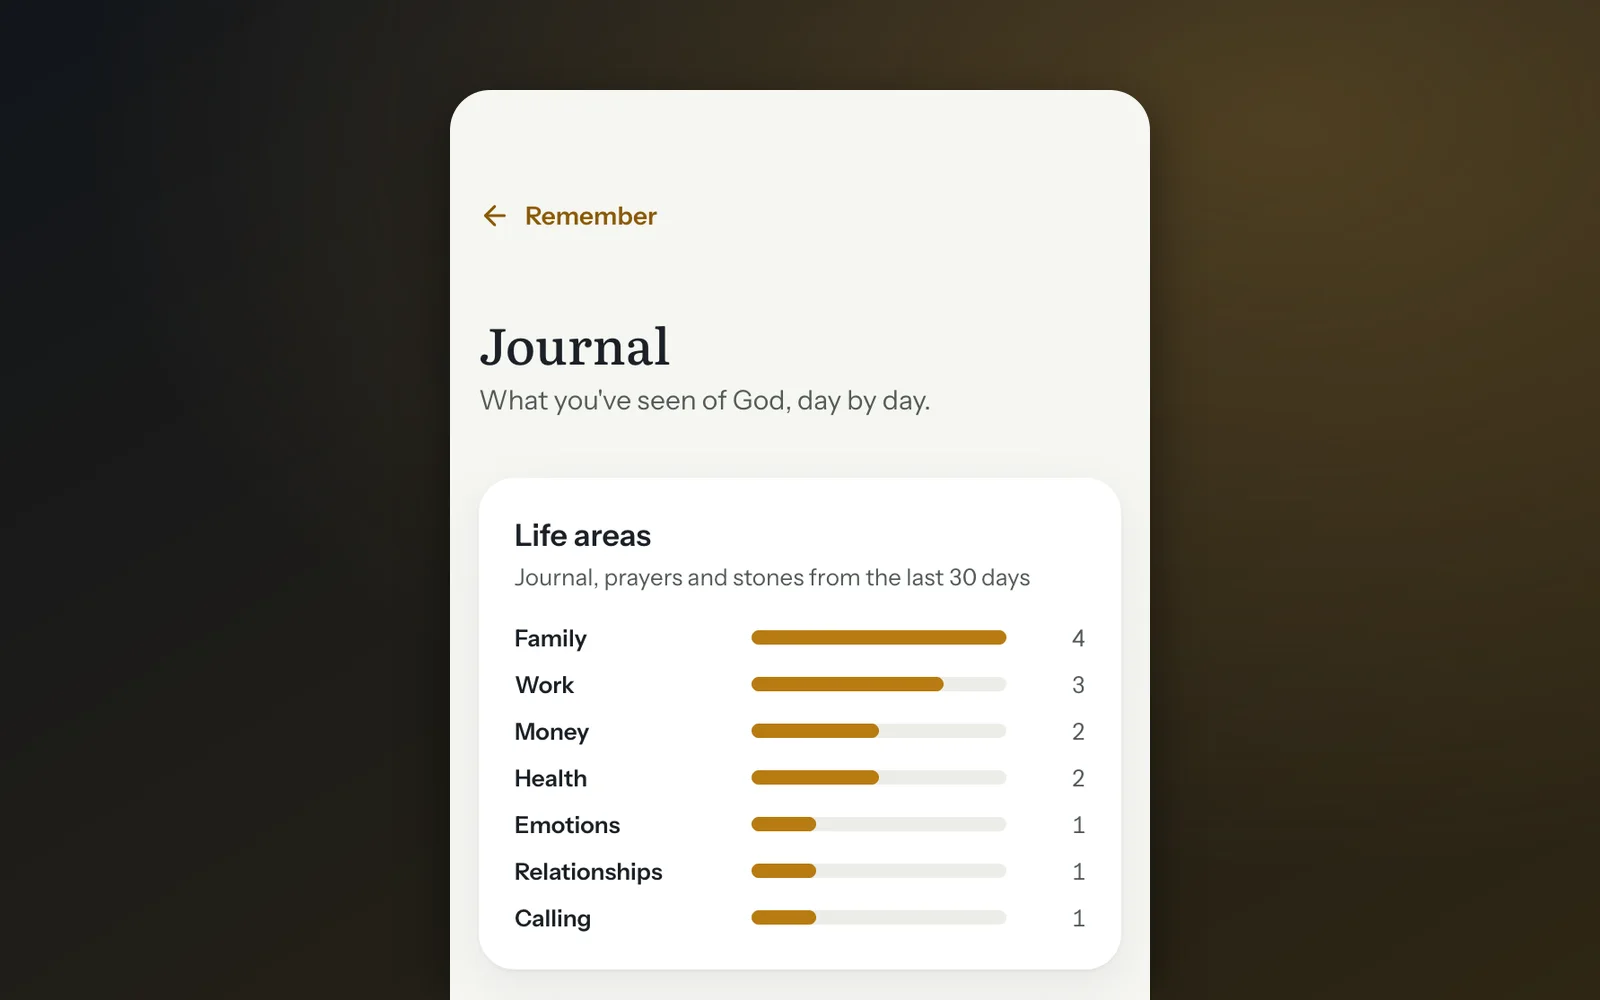 Remember
Journal
What you've seen of God, day by day.
Life areas
Journal, prayers and stones from the last 30 days
Family 4
Work 3
Money 2
Health 2
Emotions 1
Relationships 1
Calling 1